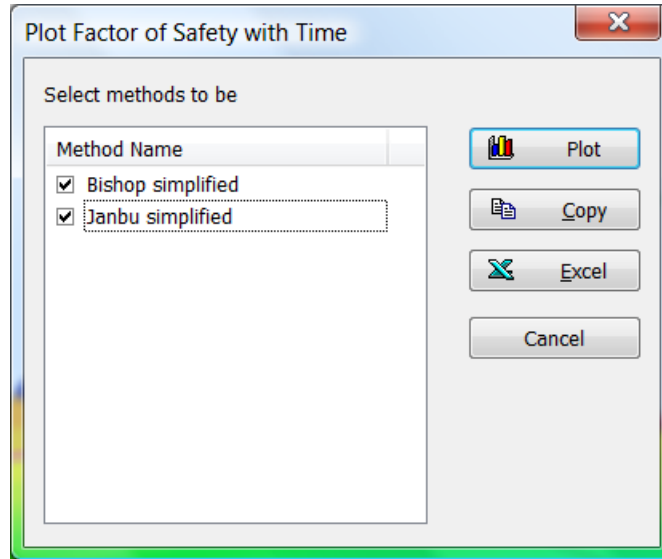 Plot Factor of Safety with Time
Select methods to be
Method Name
Bishop simplified
Janbu simplified
Plot
Copy
Excel
Cancel